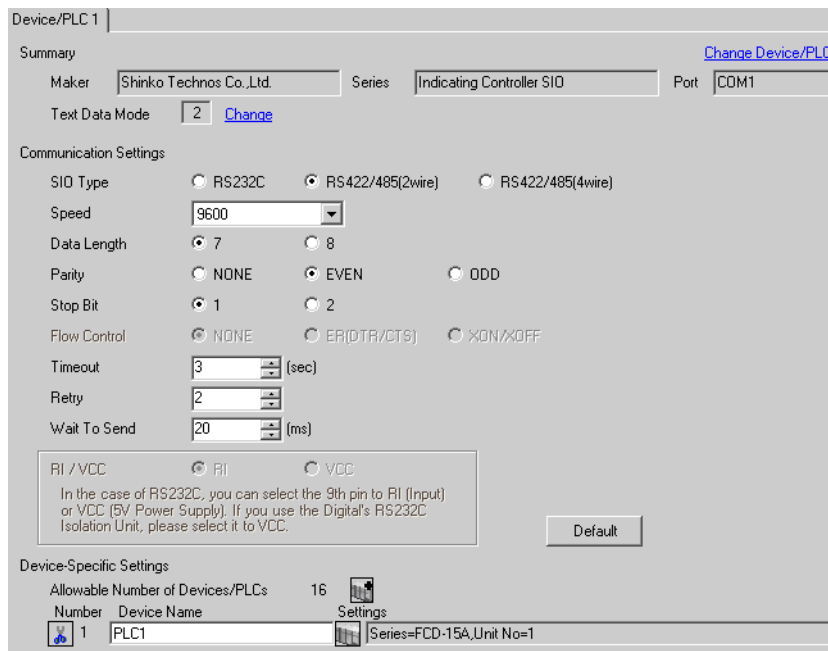 Device/PLC 1
Summary
Change Device/PLC
Maker Shinko Technos Co.,Ltd. Series Indicating Controller SIO Port COM1
Text Data Mode 2 Change
Communication Settings
SIO Type RS232C RS422/485(2wire) RS422/485(4wire)
Speed 9600
Data Length 7 8
Parity NONE EVEN ODD
Stop Bit 1 2
Flow Control NONE ER(DTR/CTS) XON/XOFF
Timeout 3 (sec)
Retry 2
Wait To Send 20 (ms)
RI / VCC RI VCC
In the case of RS232C, you can select the 9th pin to RI (Input)
or VCC (5V Power Supply). If you use the Digital's RS232C
Isolation Unit, please select it to VCC.
Default
Device-Specific Settings
Allowable Number of Devices/PLCs 16
Number Device Name Settings
1 PLC1 Series=FCD-15A,Unit No=1